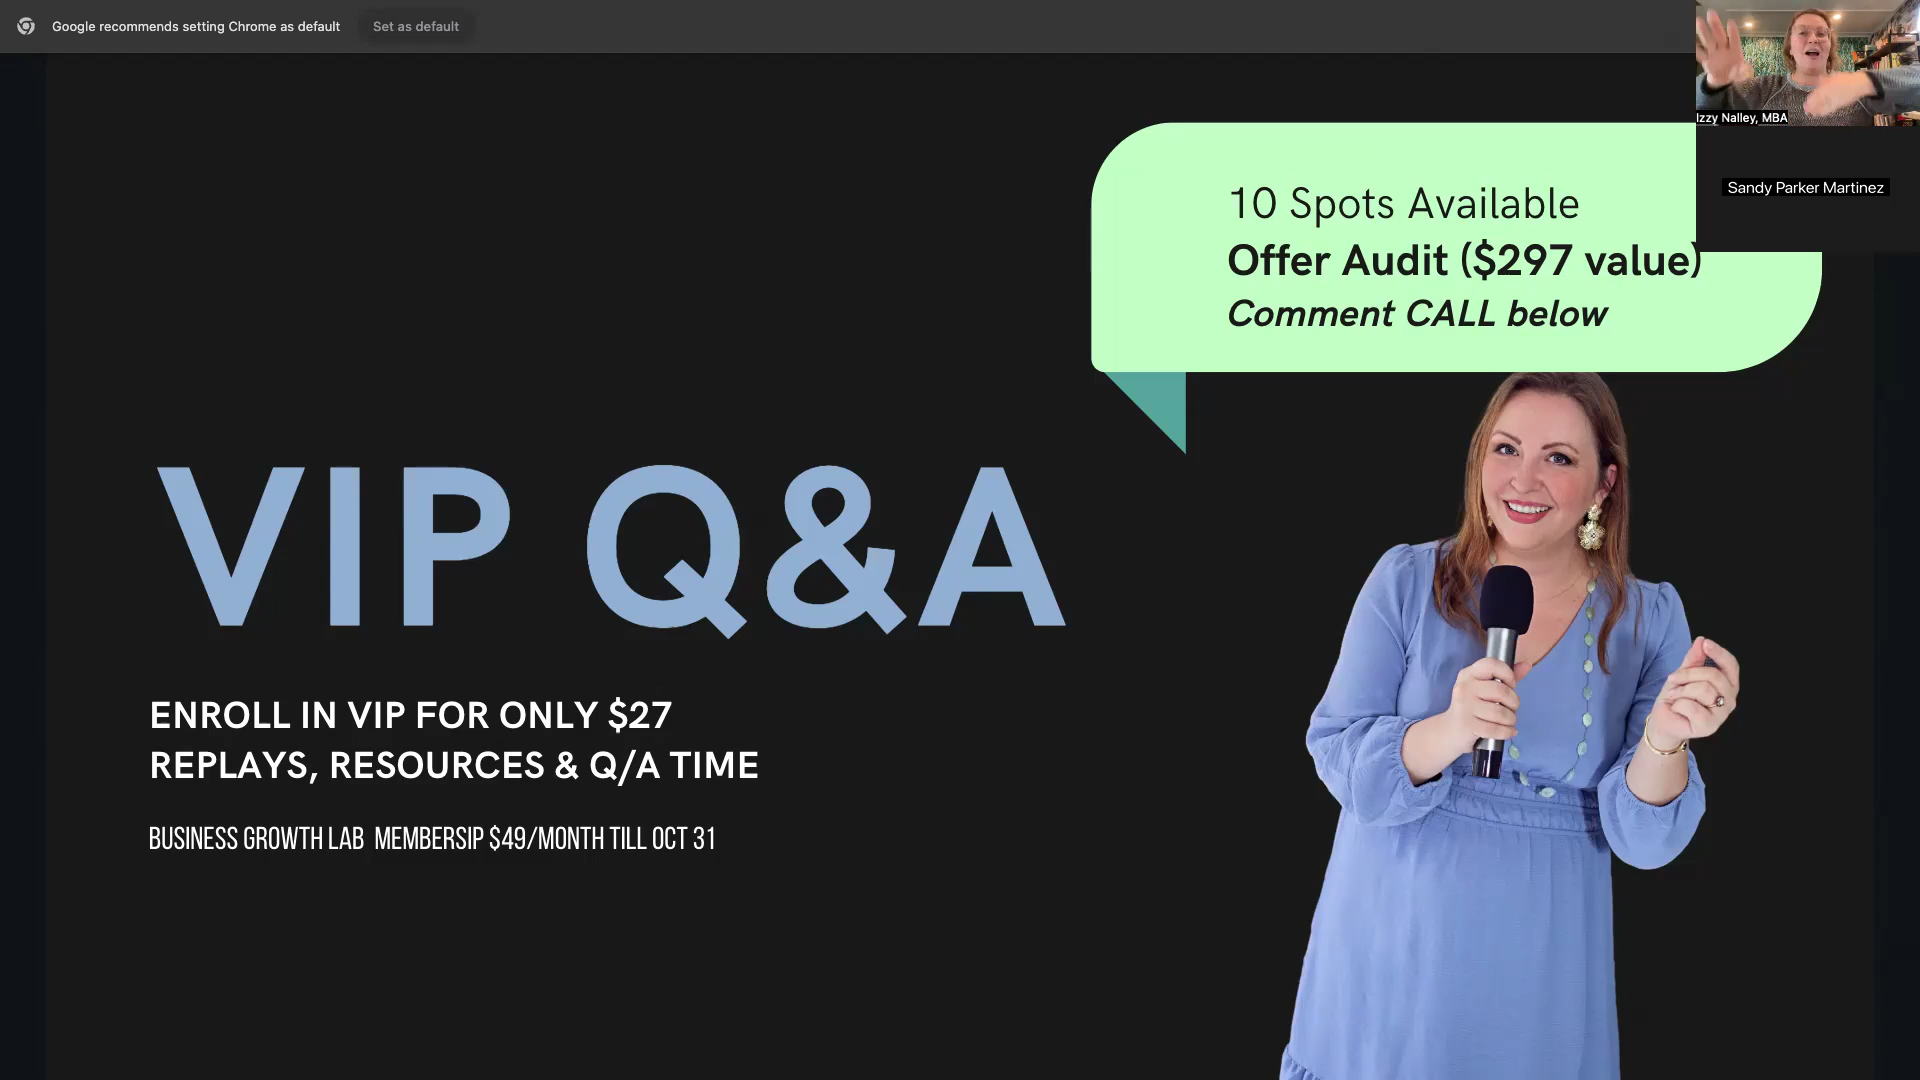 Google recommends setting Chrome as default
Set as default
Izzy Nalley, MBA
Sandy Parker Martinez
10 Spots Available
Offer Audit ($297 value)
Comment CALL below
VIP Q&A
ENROLL IN VIP FOR ONLY $27
REPLAYS, RESOURCES & Q/A TIME
BUSINESS GROWTH LAB MEMBERSIP $49/MONTH TILL OCT 31